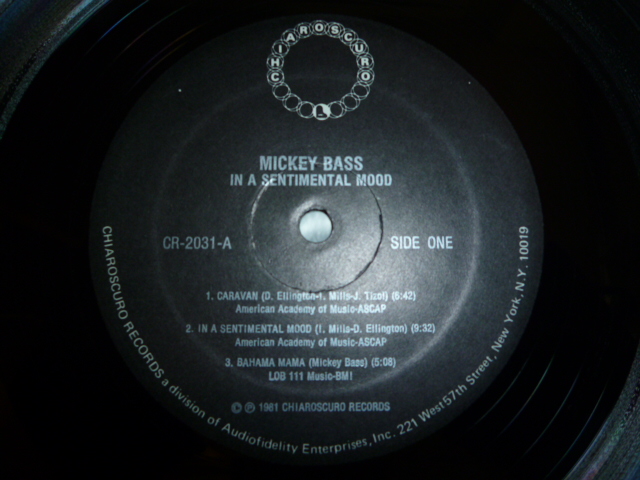 CHIAROSCURO
MICKEY BASS
IN A SENTIMENTAL MOOD
CR-2031-A
SIDE ONE
1. CARAVAN (D. Ellington-I. Mills-J. Tizol) (6:42)
American Academy of Music-ASCAP
2. IN A SENTIMENTAL MOOD (I. Mills-D. Ellington) (9:32)
American Academy of Music-ASCAP
3. BAHAMA MAMA (Mickey Bass) (5:08)
LOB 111 Music-BMI
© ℗ 1981 CHIAROSCURO RECORDS
CHIAROSCURO RECORDS a division of Audiofidelity Enterprises, Inc. 221 West 57th Street, New York, N.Y. 10019